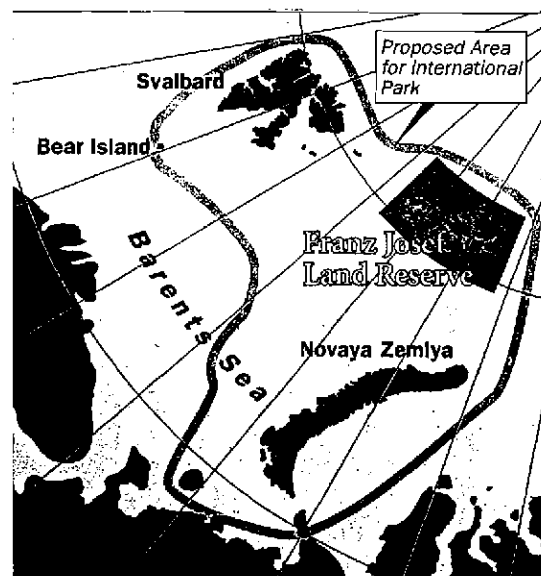 Proposed Area
for International
Park
Svalbard
Bear Island
Barents Sea
Franz Josef
Land Reserve
Novaya Zemlya